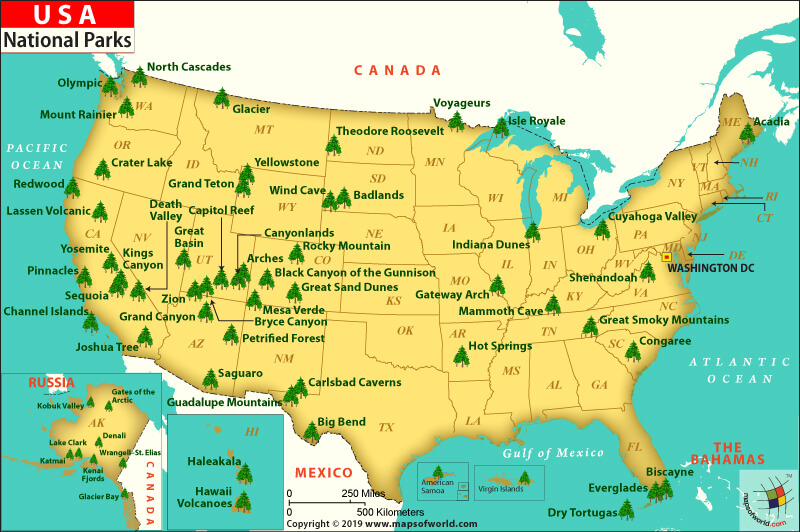 USA
National Parks
CANADA
North Cascades
Olympic
WA
Mount Rainier
Glacier
Voyageurs
Isle Royale
Theodore Roosevelt
ME
Acadia
MT
ND
MN
PACIFIC
OCEAN
OR
ID
Crater Lake
Yellowstone
Grand Teton
SD
WI
MI
VT
NH
NY
MA
RI
CT
Redwood
Death
Valley
Capitol Reef
Wind Cave
Badlands
WY
Lassen Volcanic
Cuyahoga Valley
CA
NV
Great
Basin
UT
Canyonlands
NE
IA
Indiana Dunes
PA
NJ
Yosemite
Kings
Canyon
Rocky Mountain
CO
Arches
IL
IN
OH
MD
DE
WASHINGTON DC
Pinnacles
Black Canyon of the Gunnison
WV
Shenandoah
Sequoia
Zion
Great Sand Dunes
KS
MO
Gateway Arch
KY
VA
Channel Islands
Grand Canyon
Mesa Verde
Bryce Canyon
Mammoth Cave
NC
Great Smoky Mountains
Joshua Tree
AZ
Petrified Forest
NM
OK
AR
TN
Hot Springs
SC
Congaree
ATLANTIC
OCEAN
Saguaro
Carlsbad Caverns
Guadalupe Mountains
MS
AL
GA
Big Bend
TX
LA
FL
RUSSIA
Gates of the
Arctic
Kobuk Valley
AK
Denali
Lake Clark
Wrangell-St. Elias
Katmai
Kenai
Fjords
Glacier Bay
CANADA
HI
Haleakala
Hawaii
Volcanoes
MEXICO
Gulf of Mexico
THE
BAHAMAS
American
Samoa
Virgin Islands
Biscayne
Everglades
Dry Tortugas
0 250 Miles
0 500 Kilometers
Copyright © 2019 www.mapsofworld.com
mapsofworld.com